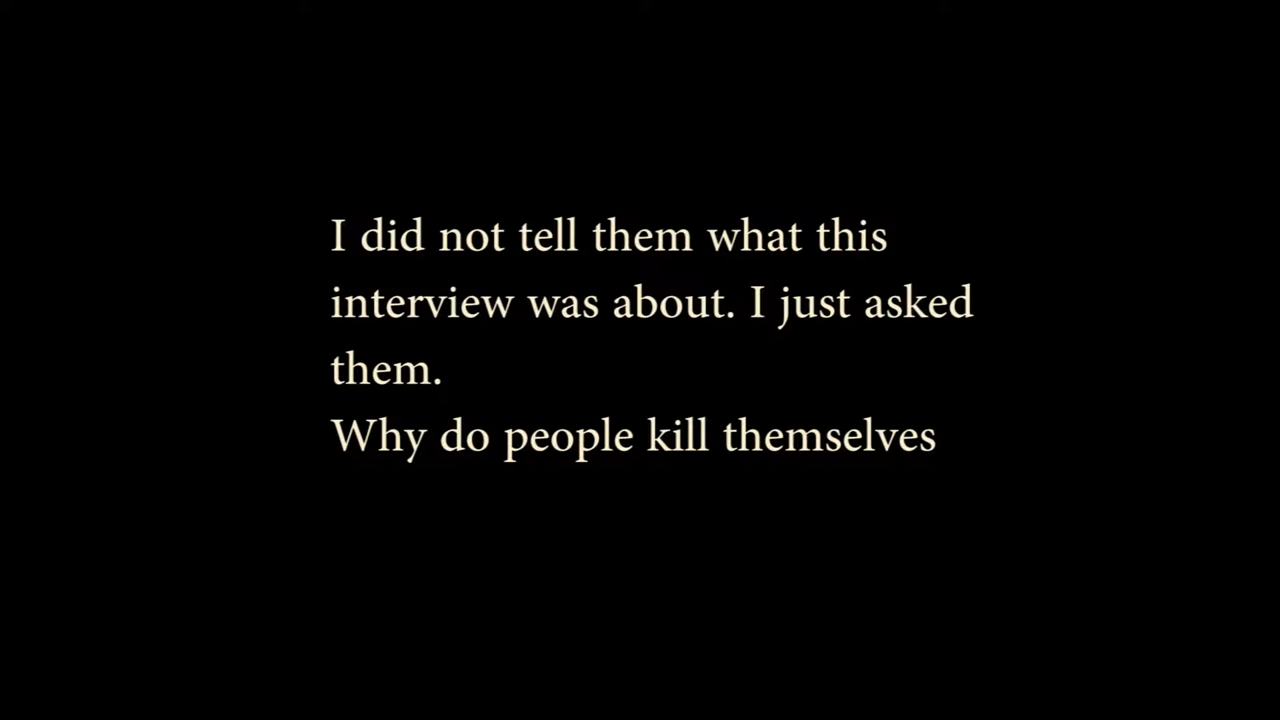 I did not tell them what this
interview was about. I just asked
them.
Why do people kill themselves